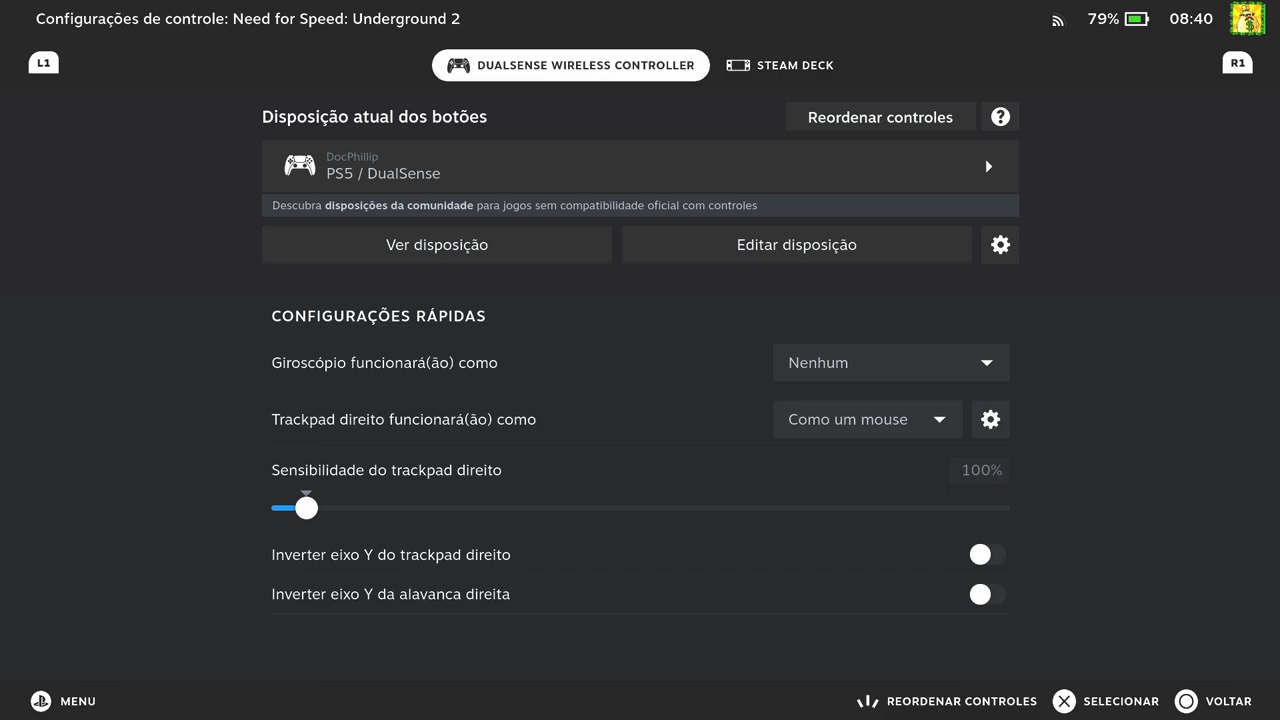 Configurações de controle: Need for Speed: Underground 2
79%
08:40
L1
DUALSENSE WIRELESS CONTROLLER
STEAM DECK
R1
Disposição atual dos botões
Reordenar controles
?
DocPhillip
PS5 / DualSense
Descubra disposições da comunidade para jogos sem compatibilidade oficial com controles
Ver disposição
Editar disposição
CONFIGURAÇÕES RÁPIDAS
Giroscópio funcionará(ão) como
Nenhum
Trackpad direito funcionará(ão) como
Como um mouse
Sensibilidade do trackpad direito
100%
Inverter eixo Y do trackpad direito
Inverter eixo Y da alavanca direita
MENU
REORDENAR CONTROLES
SELECIONAR
VOLTAR